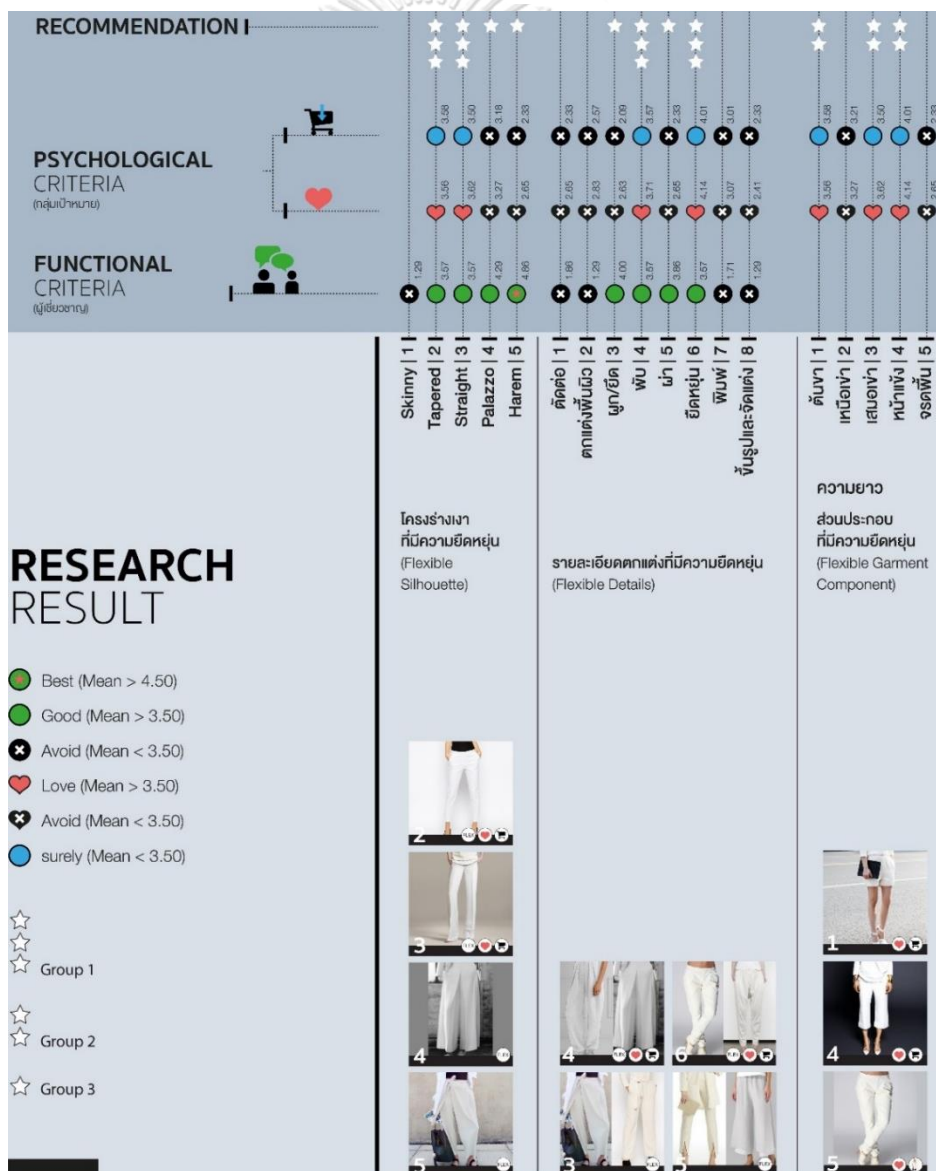 RECOMMENDATION
3.58
3.50
3.18
2.33
2.33
2.57
2.09
3.57
2.33
4.01
3.01
2.33
3.58
3.21
3.50
4.01
2.33
PSYCHOLOGICAL
CRITERIA
(กลุ่มเป้าหมาย)
3.56
3.62
3.27
2.65
2.65
2.83
2.63
3.71
2.65
4.14
3.07
2.41
3.56
3.27
3.62
4.14
2.65
FUNCTIONAL
CRITERIA
(ผู้เชี่ยวชาญ)
1.29
3.57
3.57
4.29
4.86
1.86
1.29
4.00
3.57
3.86
3.57
1.71
1.29
Skinny | 1
Tapered | 2
Straight | 3
Palazzo | 4
Harem | 5
ตัดต่อ | 1
ตกแต่งพื้นผิว | 2
ผูก/ยึด | 3
พับ | 4
ผ่า | 5
ยืดหยุ่น | 6
พิมพ์ | 7
ขึ้นรูปและจัดแต่ง | 8
ต้นขา | 1
เหนือเข่า | 2
เสมอเข่า | 3
หน้าแข้ง | 4
จรดพื้น | 5
โครงร่างเงา
ที่มีความยืดหยุ่น
(Flexible
Silhouette)
รายละเอียดตกแต่งที่มีความยืดหยุ่น
(Flexible Details)
ความยาว
ส่วนประกอบ
ที่มีความยืดหยุ่น
(Flexible Garment
Component)
RESEARCH
RESULT
Best (Mean > 4.50)
Good (Mean > 3.50)
Avoid (Mean < 3.50)
Love (Mean > 3.50)
Avoid (Mean < 3.50)
surely (Mean < 3.50)
Group 1
Group 2
Group 3
2 FLEX
3 FLEX
4 FLEX
5
4 FLEX
6 FLEX
3
5 FLEX
1
4
5